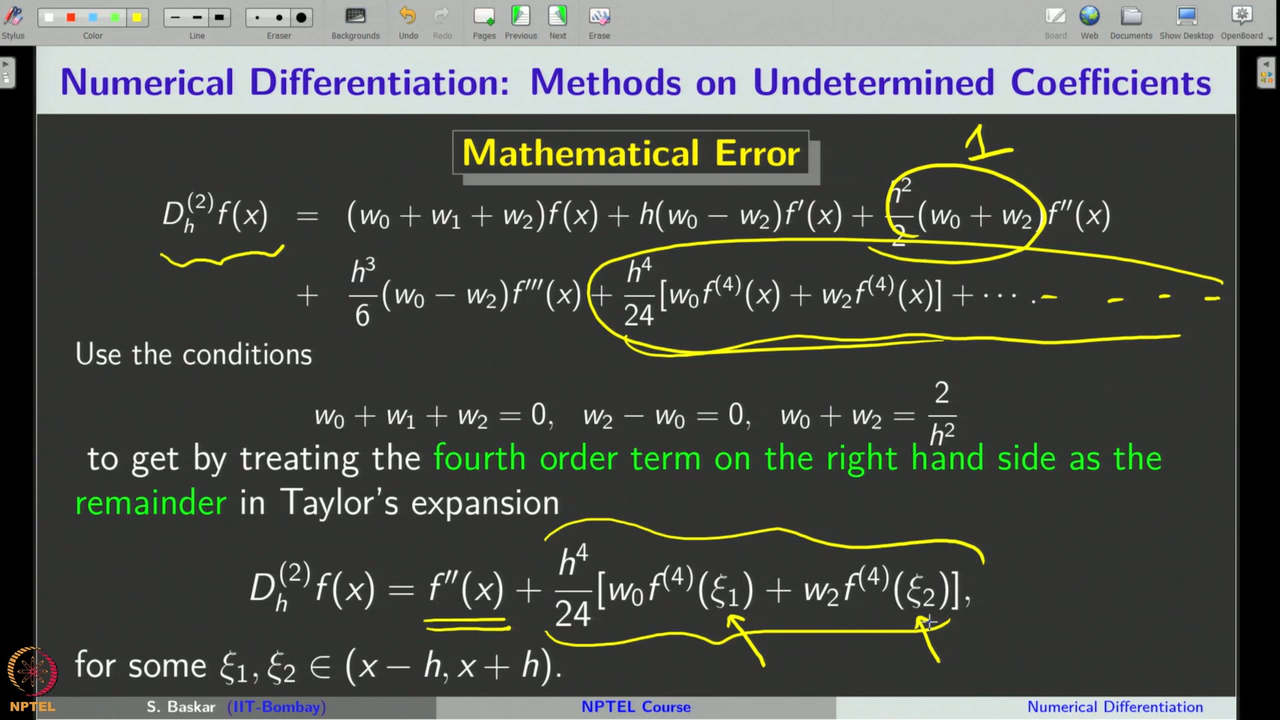 Stylus Color Line Eraser Backgrounds Undo Redo Pages Previous Next Erase Board Web Documents Show Desktop OpenBoard
Numerical Differentiation: Methods on Undetermined Coefficients
Mathematical Error
1
D_h^{(2)} f(x) = (w_0 + w_1 + w_2)f(x) + h(w_0 − w_2)f′(x) + h^2/2 (w_0 + w_2)f″(x)
+ h^3/6 (w_0 − w_2)f‴(x) + h^4/24 [w_0 f^{(4)}(x) + w_2 f^{(4)}(x)] + ⋯ .
Use the conditions
w_0 + w_1 + w_2 = 0, w_2 − w_0 = 0, w_0 + w_2 = 2/h^2
to get by treating the fourth order term on the right hand side as the
remainder in Taylor's expansion
D_h^{(2)} f(x) = f″(x) + h^4/24 [w_0 f^{(4)}(ξ_1) + w_2 f^{(4)}(ξ_2)],
for some ξ_1, ξ_2 ∈ (x − h, x + h).
NPTEL
S. Baskar (IIT-Bombay) NPTEL Course Numerical Differentiation